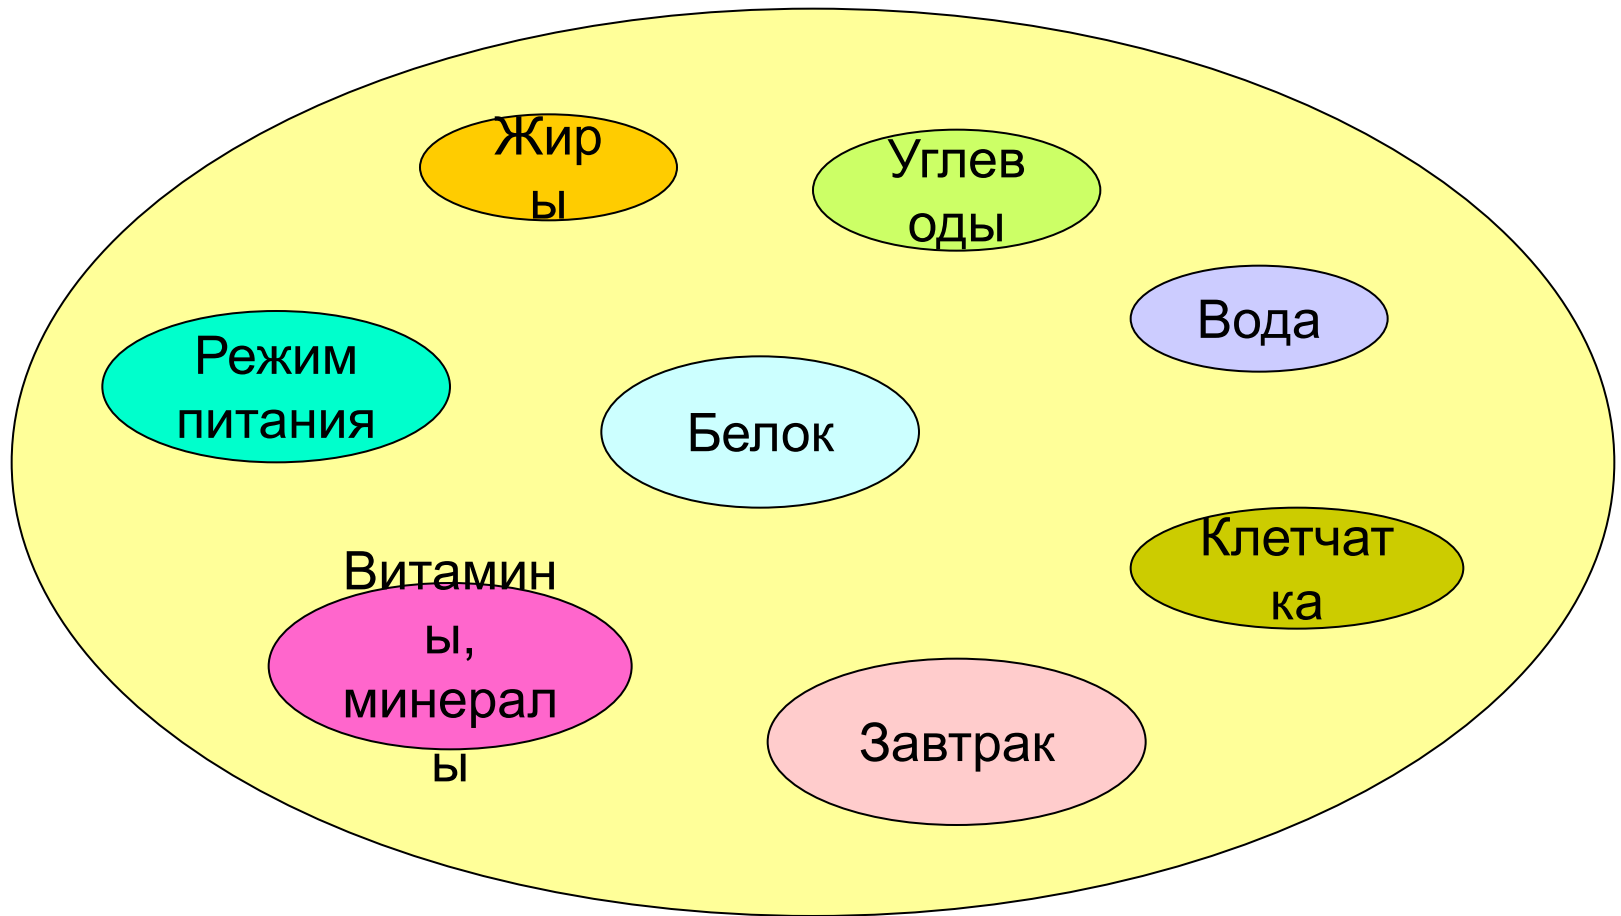 Жир
ы
Углев
оды
Вода
Режим
питания
Белок
Клетчат
ка
Витамин
ы,
минерал
ы
Завтрак